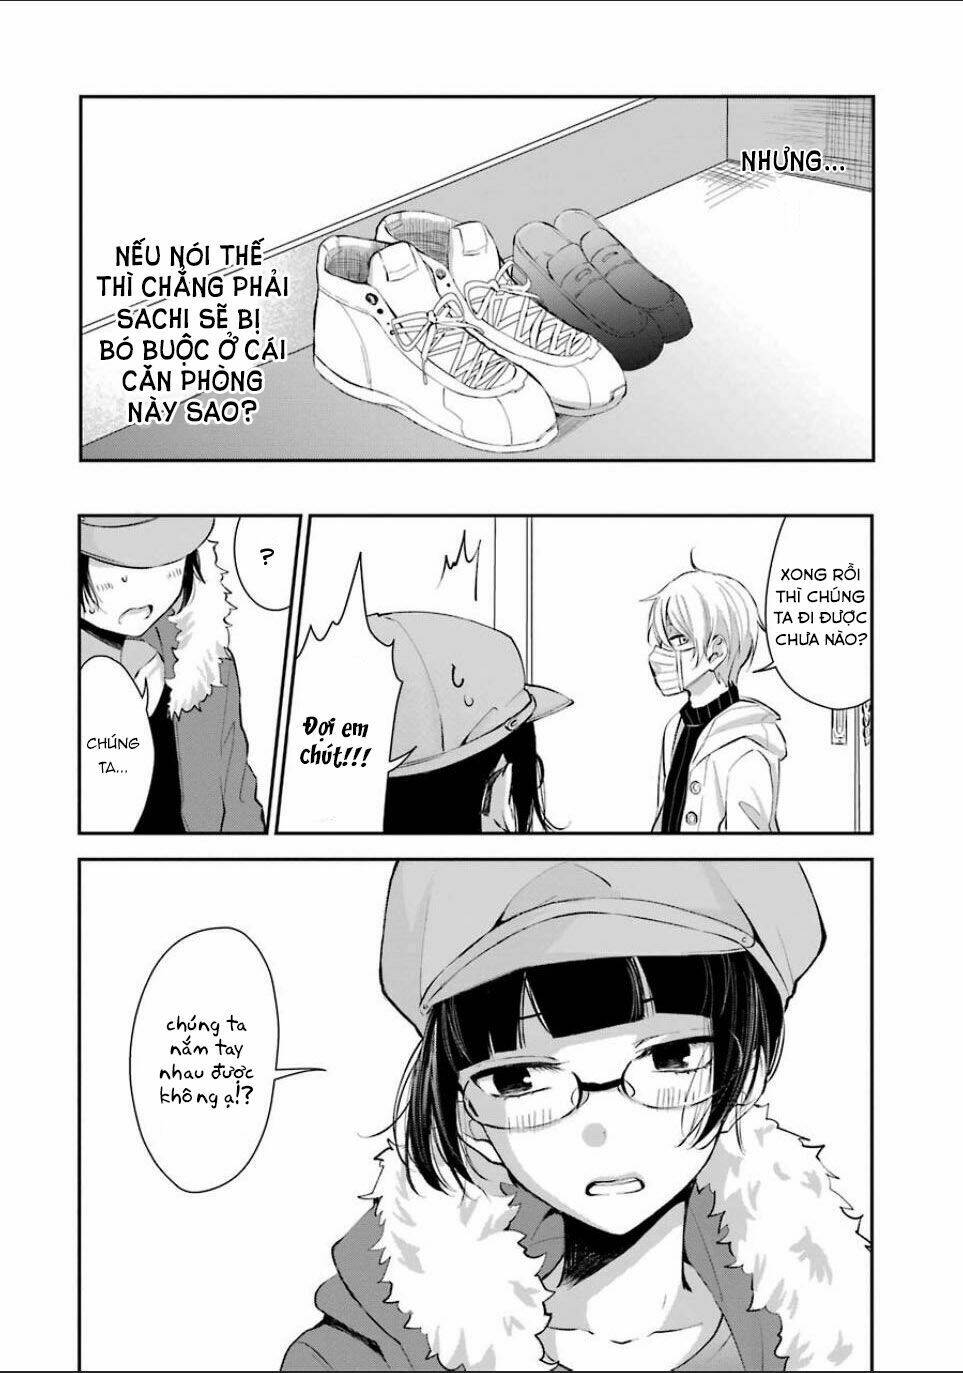 NHƯNG...
NẾU NÓI THẾ
THÌ CHẲNG PHẢI
SACHI SẼ BỊ
BÓ BUỘC Ở CÁI
CĂN PHÒNG
NÀY SAO?
XONG RỒI
THÌ CHÚNG
TA ĐI ĐƯỢC
CHƯA NÀO?
Đợi em
chút!!!
?
CHÚNG
TA...
chúng ta
nắm tay
nhau được
không ạ!?